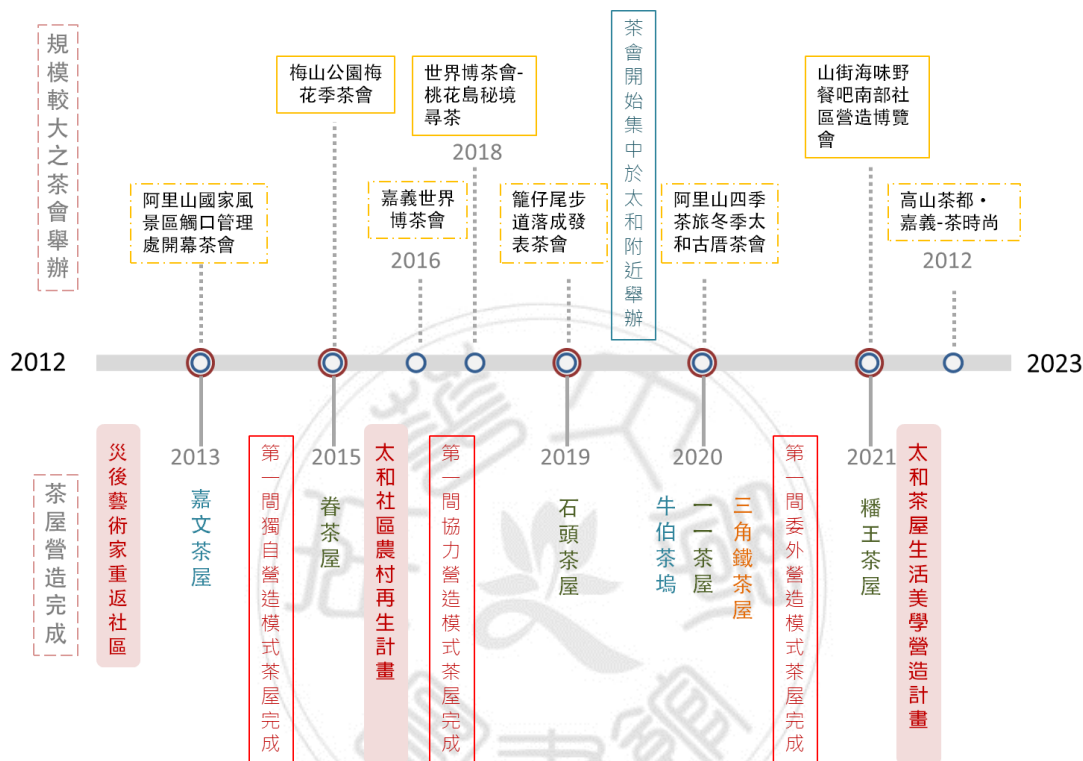 規模較大之茶會舉辦
阿里山國家風
景區觸口管理
處開幕茶會
梅山公園梅
花季茶會
嘉義世界
博茶會
2016
世界博茶會-
桃花島秘境
尋茶
2018
籠仔尾步
道落成發
表茶會
茶會開始集中於太和附近舉辦
阿里山四季
茶旅冬季太
和古厝茶會
山街海味野
餐吧南部社
區營造博覽
會
高山茶都・
嘉義-茶時尚
2012
2012
2023
茶屋營造完成
災後藝術家重返社區
2013
嘉文茶屋
第一間獨自營造模式茶屋完成
2015
眷茶屋
太和社區農村再生計畫
第一間協力營造模式茶屋完成
2019
石頭茶屋
2020
牛伯茶塢
一一茶屋
三角鐵茶屋
第一間委外營造模式茶屋完成
2021
糣王茶屋
太和茶屋生活美學營造計畫